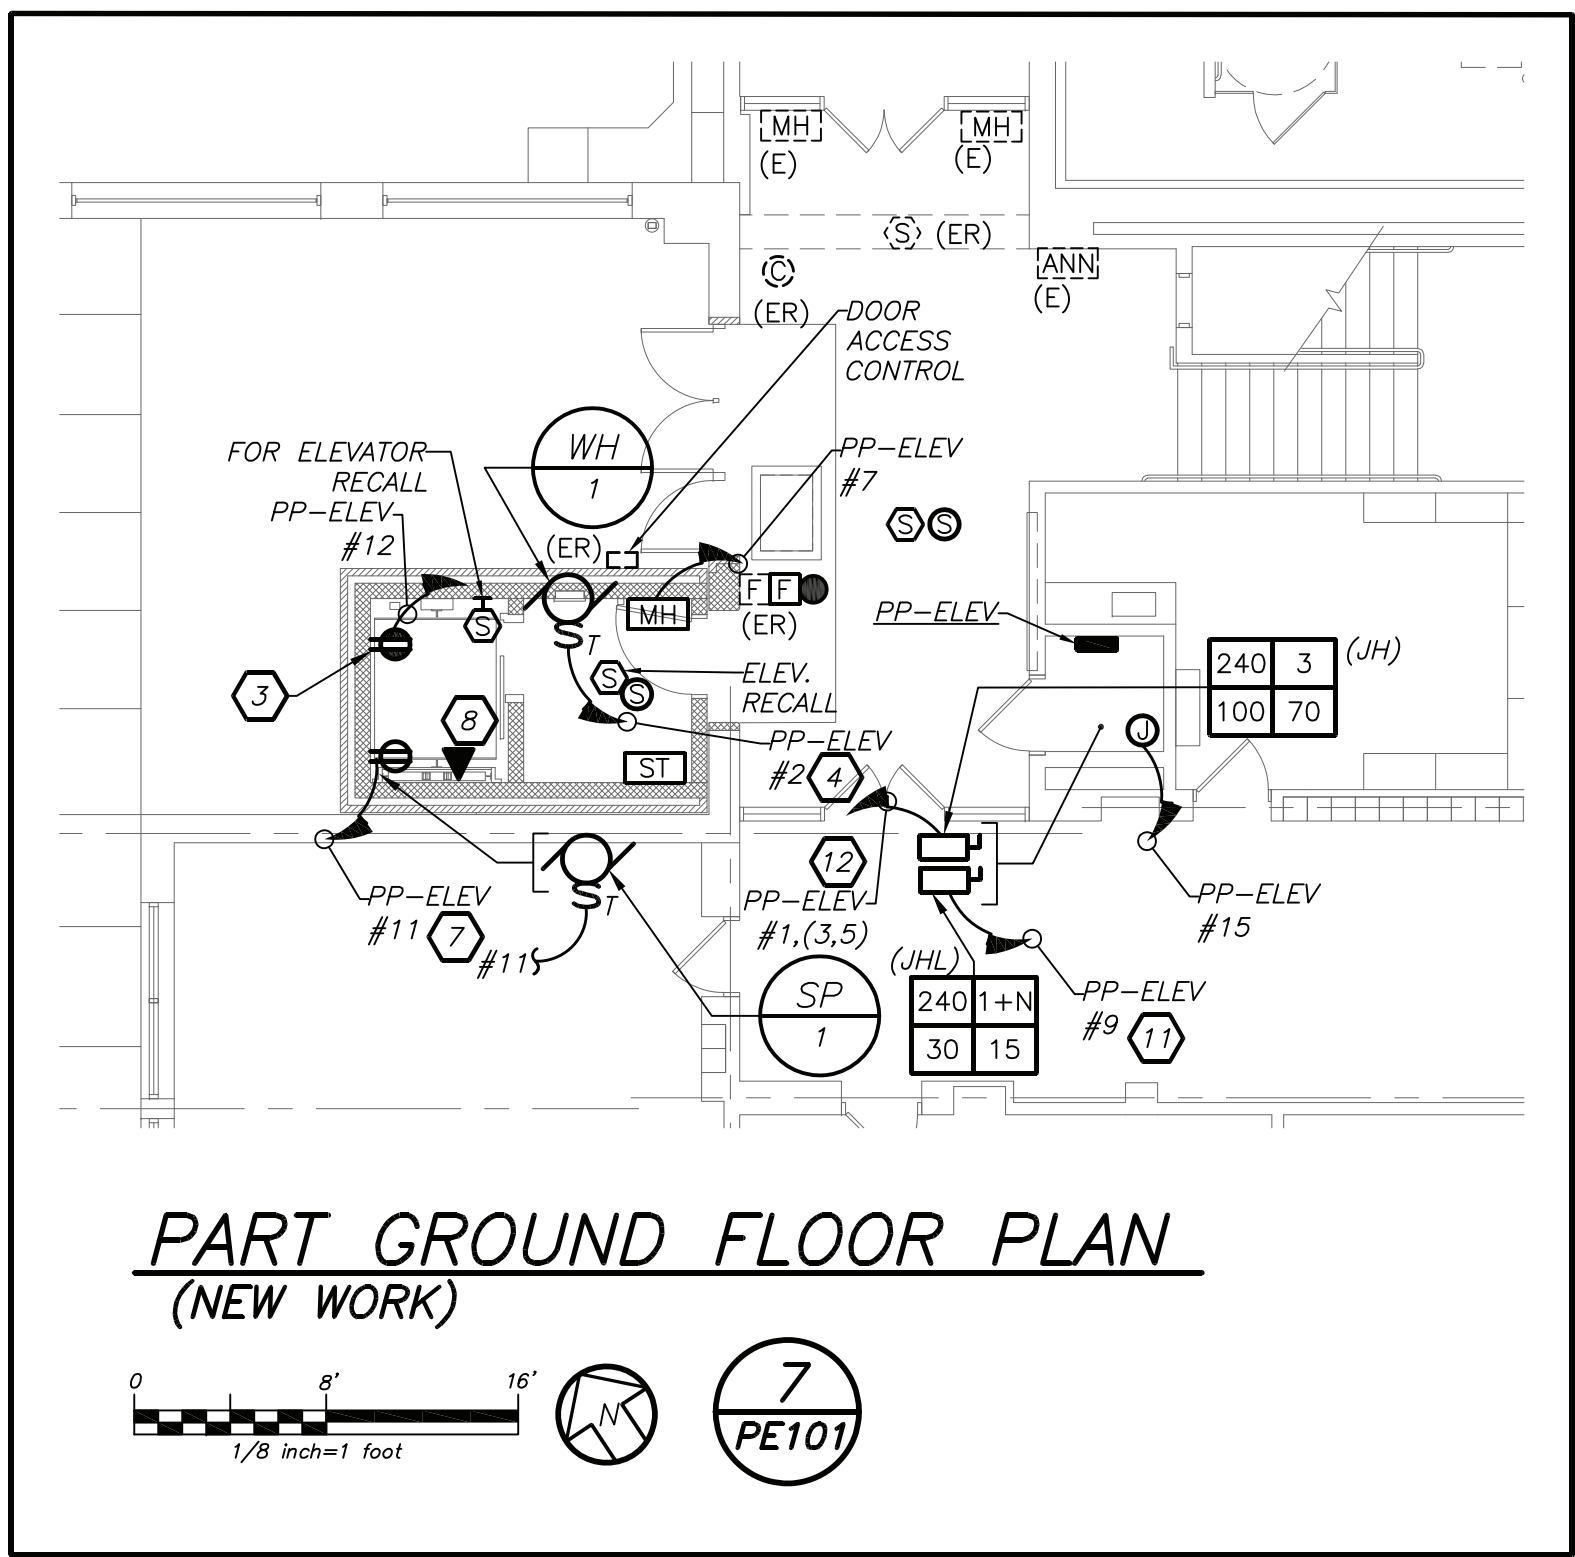 MH
MH
(E)
(E)
S
(ER)
C
ANN
(ER)
(E)
DOOR
ACCESS
CONTROL
FOR ELEVATOR
RECALL
WH
1
PP-ELEV
#7
PP-ELEV
#12
S
S
(ER)
F
F
(ER)
MH
S
T
PP-ELEV
240
3
100
70
(JH)
3
S
S
ELEV.
RECALL
8
J
PP-ELEV
#2
4
ST
12
PP-ELEV
#1,(3,5)
PP-ELEV
#11
7
T
#11
PP-ELEV
#15
(JHL)
240
1+N
30
15
SP
1
PP-ELEV
#9
11
PART GROUND FLOOR PLAN
(NEW WORK)
0
8'
16'
1/8 inch=1 foot
N
7
PE101